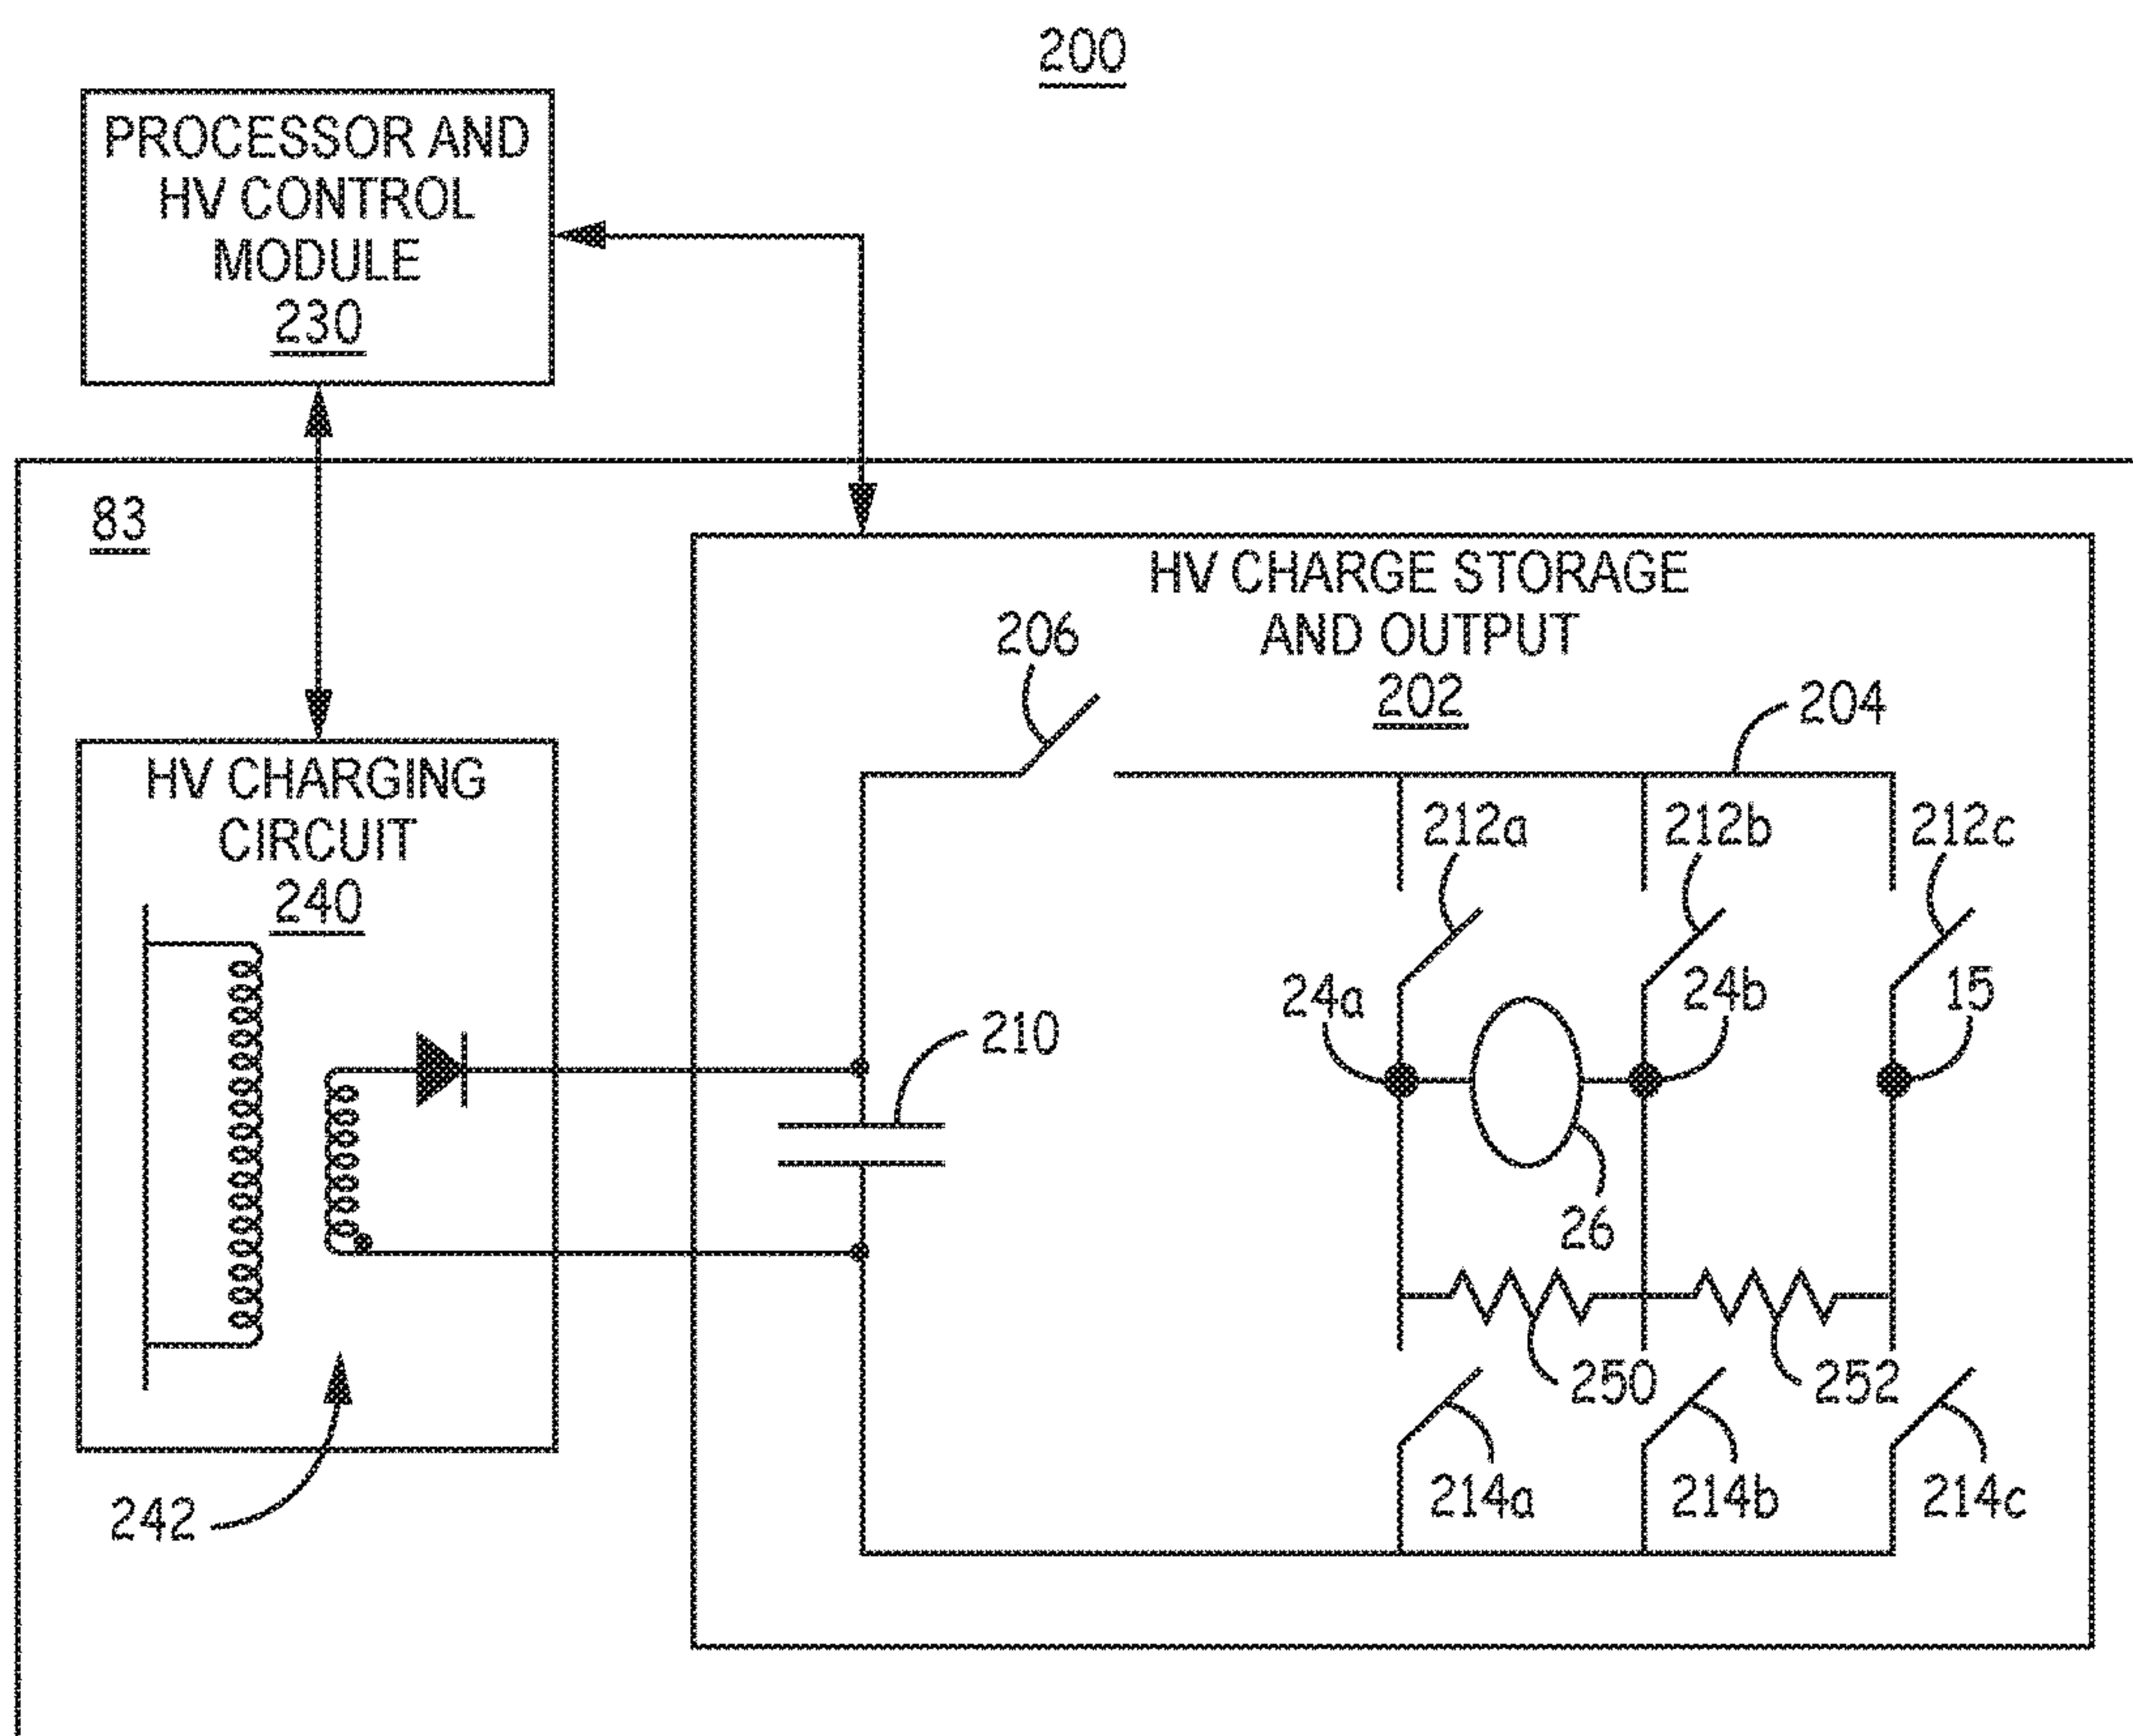 200
PROCESSOR AND
HV CONTROL
MODULE
230
83
HV CHARGE STORAGE
AND OUTPUT
202
206
204
HV CHARGING
CIRCUIT
240
212a
212b
212c
24a
24b
15
210
26
250
252
242
214a
214b
214c